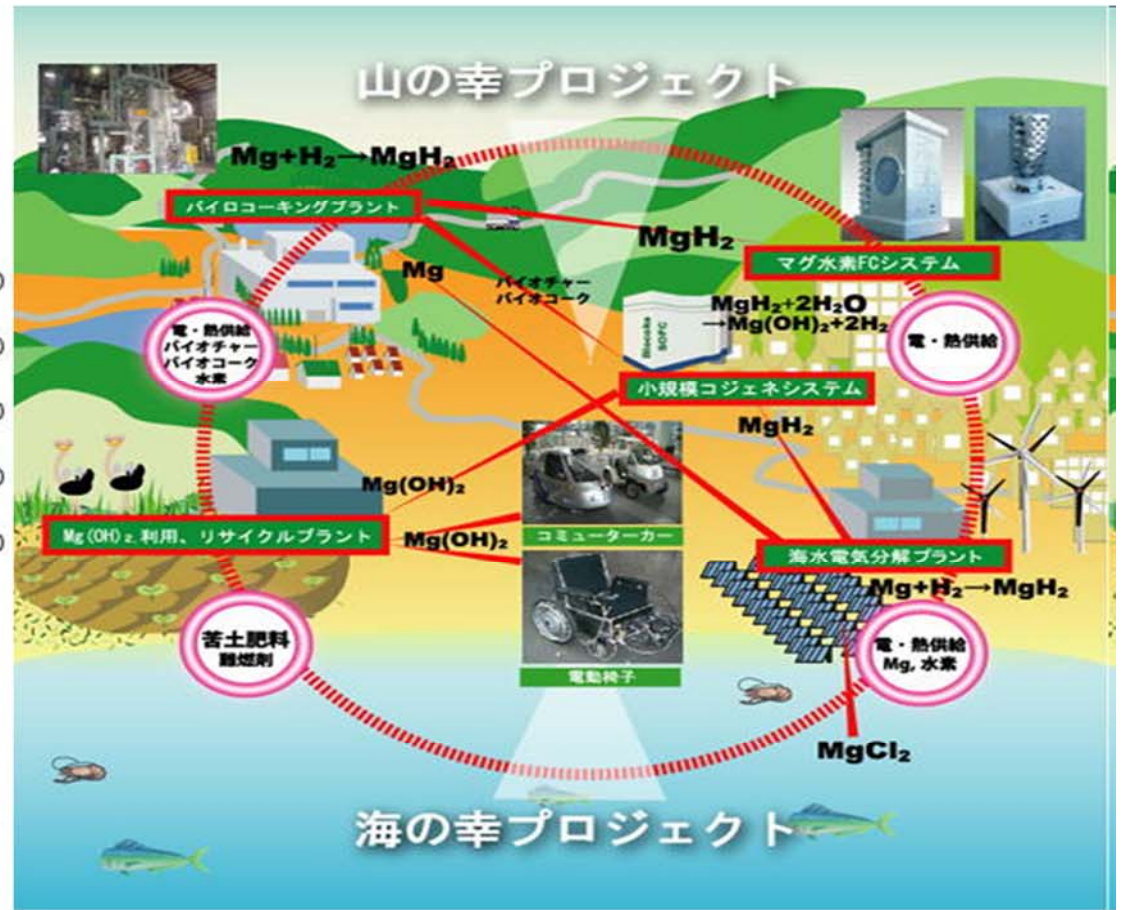 山の幸プロジェクト
Mg+H₂→MgH₂
パイロコーキングプラント
MgH₂
マグ水素FCシステム
Mg
バイオチャー
バイオコーク
MgH₂+2H₂O
→Mg(OH)₂+2H₂
電・熱供給
バイオチャー
バイオコーク
水素
Biocoke
SOFC
電・熱供給
小規模コジェネシステム
MgH₂
Mg(OH)₂
Mg(OH)₂利用、リサイクルプラント
Mg(OH)₂
コミューターカー
海水電気分解プラント
Mg+H₂→MgH₂
苦土肥料
難燃剤
電動椅子
電・熱供給
Mg, 水素
MgCl₂
海の幸プロジェクト